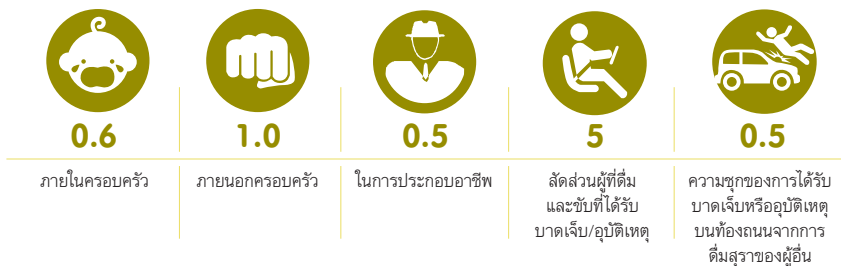 0.6
1.0
0.5
5
0.5
ภายในครอบครัว
ภายนอกครอบครัว
ในการประกอบอาชีพ
สัดส่วนผู้ที่ดื่ม
และขับที่ได้รับ
บาดเจ็บ/อุบัติเหตุ
ความชุกของการได้รับ
บาดเจ็บหรืออุบัติเหตุ
บนท้องถนนจากการ
ดื่มสุราของผู้อื่น